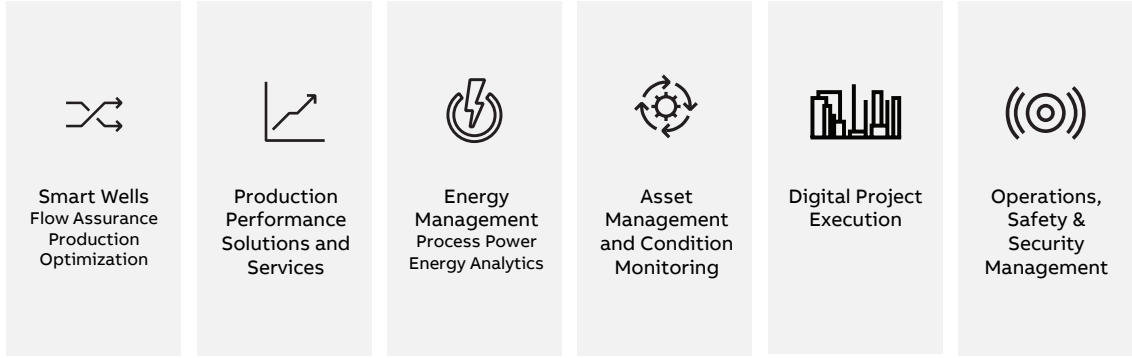 Smart Wells
Flow Assurance
Production
Optimization
Production
Performance
Solutions and
Services
Energy
Management
Process Power
Energy Analytics
Asset
Management
and Condition
Monitoring
Digital Project
Execution
Operations,
Safety &
Security
Management